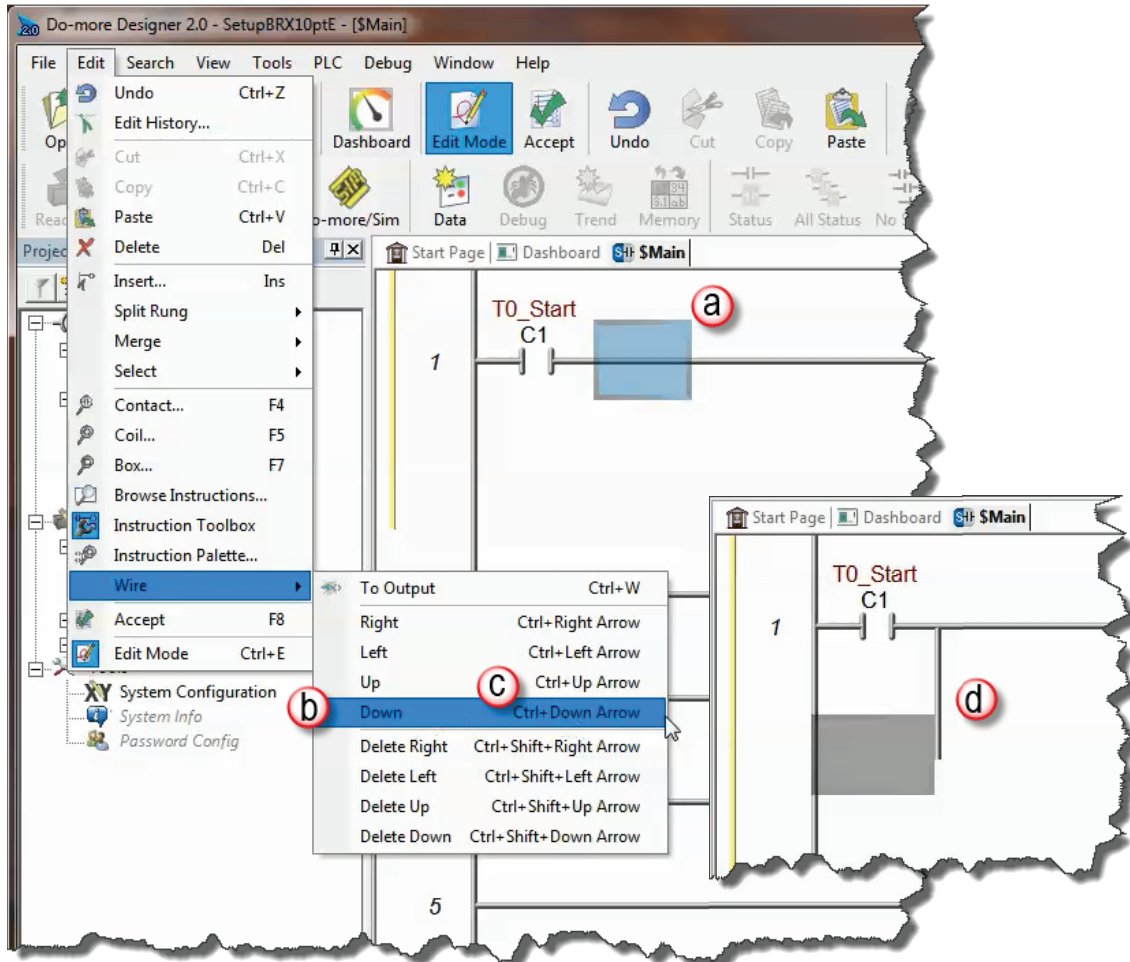 Do-more Designer 2.0 - SetupBRX10ptE - [$Main]
File Edit Search View Tools PLC Debug Window Help
Undo Ctrl+Z
Edit History...
Cut Ctrl+X
Copy Ctrl+C
Paste Ctrl+V
Delete Del
Insert... Ins
Split Rung
Merge
Select
Contact... F4
Coil... F5
Box... F7
Browse Instructions...
Instruction Toolbox
Instruction Palette...
Wire
Accept F8
Edit Mode Ctrl+E
Dashboard Edit Mode Accept Undo Cut Copy Paste
o-more/Sim Data Debug Trend Memory Status All Status No
Start Page Dashboard $Main
T0_Start
C1
1
a
To Output Ctrl+W
Right Ctrl+Right Arrow
Left Ctrl+Left Arrow
Up Ctrl+Up Arrow
Down Ctrl+Down Arrow
Delete Right Ctrl+Shift+Right Arrow
Delete Left Ctrl+Shift+Left Arrow
Delete Up Ctrl+Shift+Up Arrow
Delete Down Ctrl+Shift+Down Arrow
b
c
XY System Configuration
System Info
Password Config
5
Start Page Dashboard $Main
T0_Start
C1
1
d